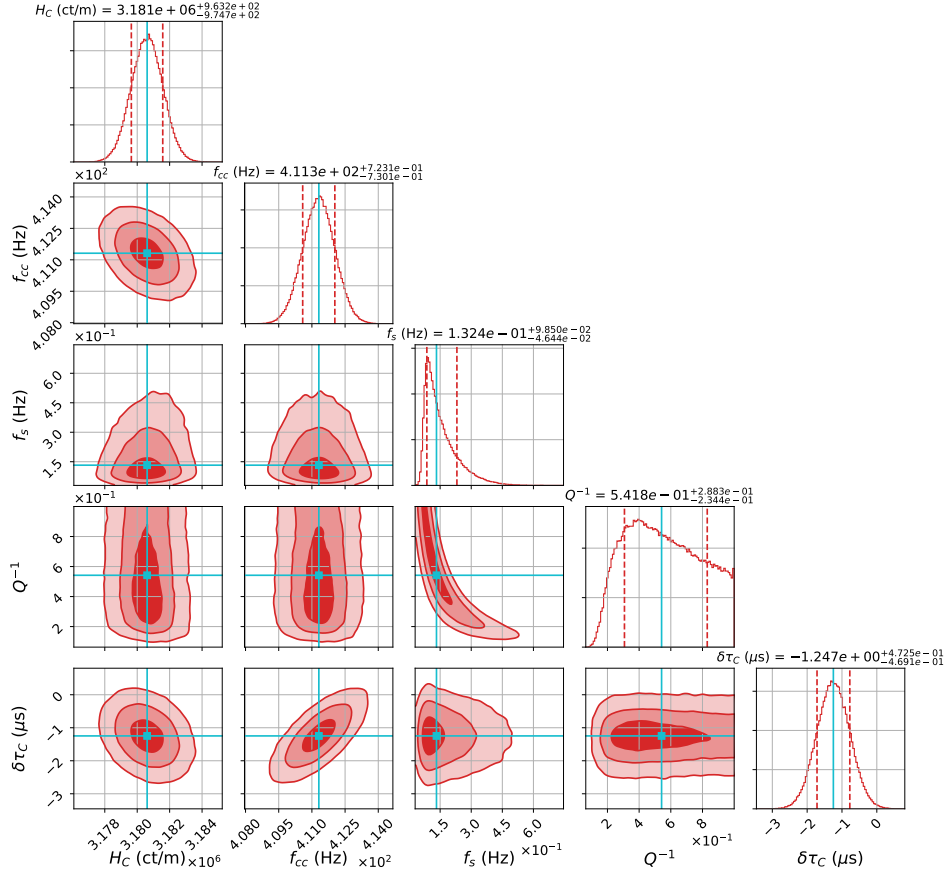 H_C (ct/m) = 3.181e + 06^{+9.632e + 02}_{−9.747e + 02}
×10²
f_cc (Hz) = 4.113e + 02^{+7.231e − 01}_{−7.301e − 01}
4.140
4.125
4.110
4.095
4.080
f_cc (Hz)
×10⁻¹
f_s (Hz) = 1.324e − 01^{+9.850e − 02}_{−4.644e − 02}
6.0
4.5
3.0
1.5
f_s (Hz)
×10⁻¹
Q⁻¹ = 5.418e − 01^{+2.883e − 01}_{−2.344e − 01}
8
6
4
2
Q⁻¹
δτ_C (μs) = −1.247e + 00^{+4.725e − 01}_{−4.691e − 01}
0
−1
−2
−3
δτ_C (μs)
3.178 3.180 3.182 3.184
×10⁶
H_C (ct/m)
4.080 4.095 4.110 4.125 4.140
×10²
f_cc (Hz)
1.5 3.0 4.5 6.0
×10⁻¹
f_s (Hz)
2 4 6 8
×10⁻¹
Q⁻¹
−3 −2 −1 0
δτ_C (μs)